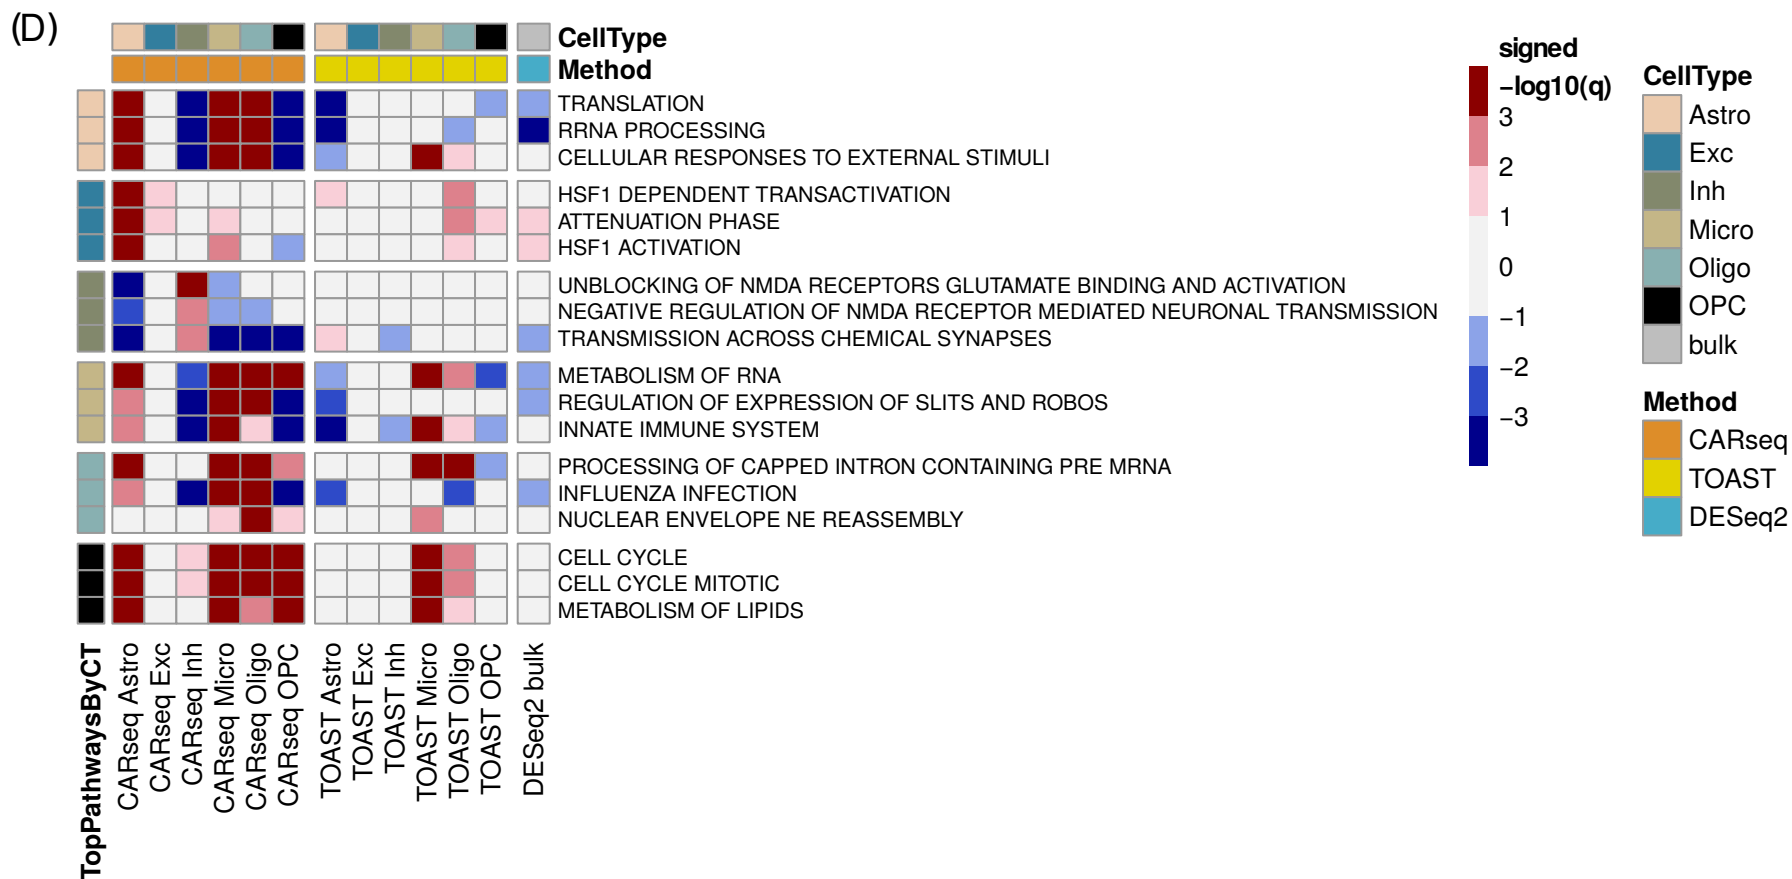 (D)
CellType
Method
TRANSLATION
RRNA PROCESSING
CELLULAR RESPONSES TO EXTERNAL STIMULI
HSF1 DEPENDENT TRANSACTIVATION
ATTENUATION PHASE
HSF1 ACTIVATION
UNBLOCKING OF NMDA RECEPTORS GLUTAMATE BINDING AND ACTIVATION
NEGATIVE REGULATION OF NMDA RECEPTOR MEDIATED NEURONAL TRANSMISSION
TRANSMISSION ACROSS CHEMICAL SYNAPSES
METABOLISM OF RNA
REGULATION OF EXPRESSION OF SLITS AND ROBOS
INNATE IMMUNE SYSTEM
PROCESSING OF CAPPED INTRON CONTAINING PRE MRNA
INFLUENZA INFECTION
NUCLEAR ENVELOPE NE REASSEMBLY
CELL CYCLE
CELL CYCLE MITOTIC
METABOLISM OF LIPIDS
TopPathwaysByCT
CARseq Astro
CARseq Exc
CARseq Inh
CARseq Micro
CARseq Oligo
CARseq OPC
TOAST Astro
TOAST Exc
TOAST Inh
TOAST Micro
TOAST Oligo
TOAST OPC
DESeq2 bulk
signed
−log10(q)
3
2
1
0
−1
−2
−3
CellType
Astro
Exc
Inh
Micro
Oligo
OPC
bulk
Method
CARseq
TOAST
DESeq2